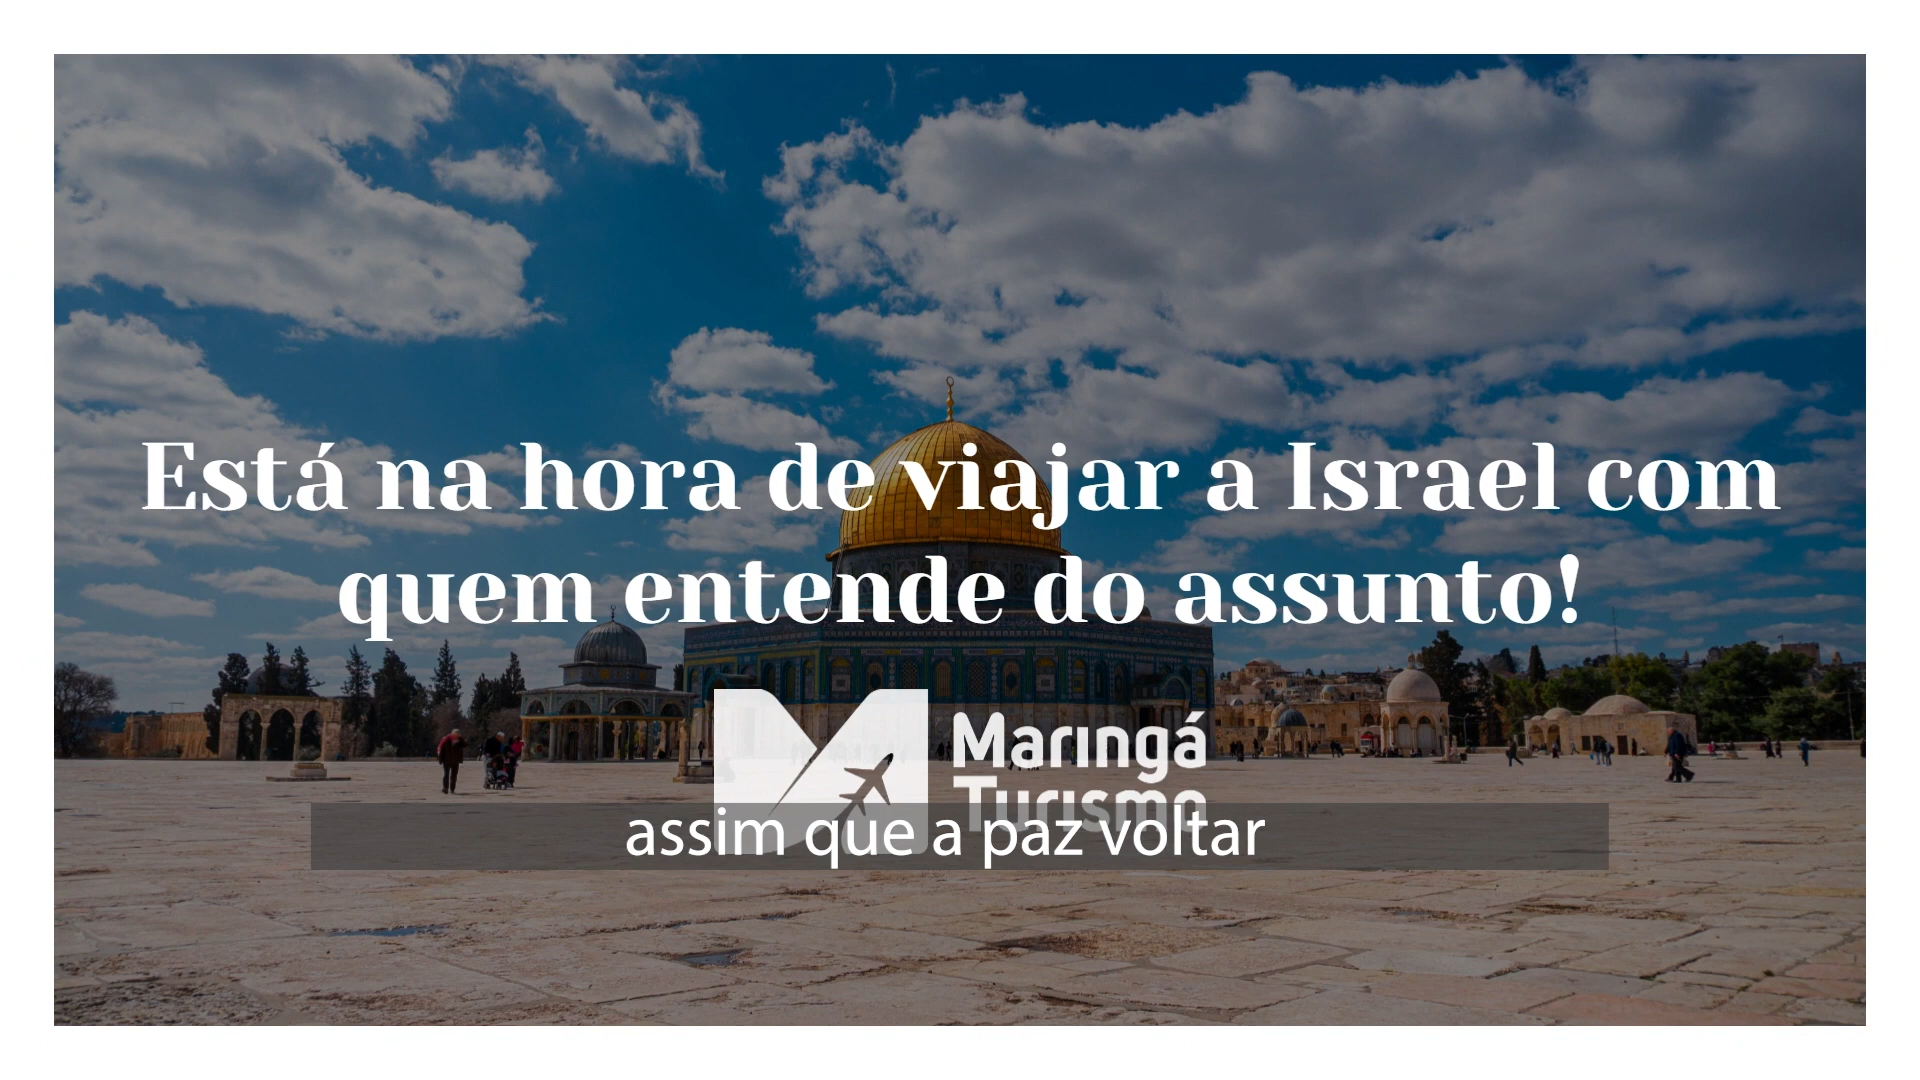 Está na hora de viajar a Israel com
quem entende do assunto!
Maringá
Turismo
assim que a paz voltar